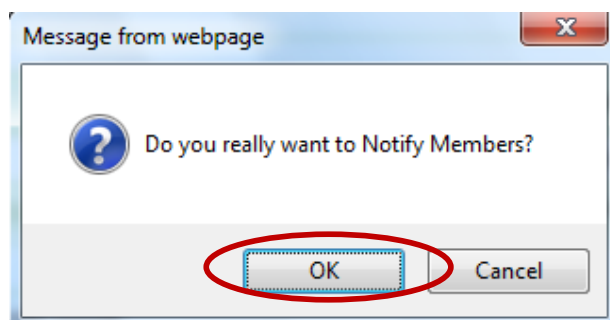 Message from webpage
Do you really want to Notify Members?
OK
Cancel